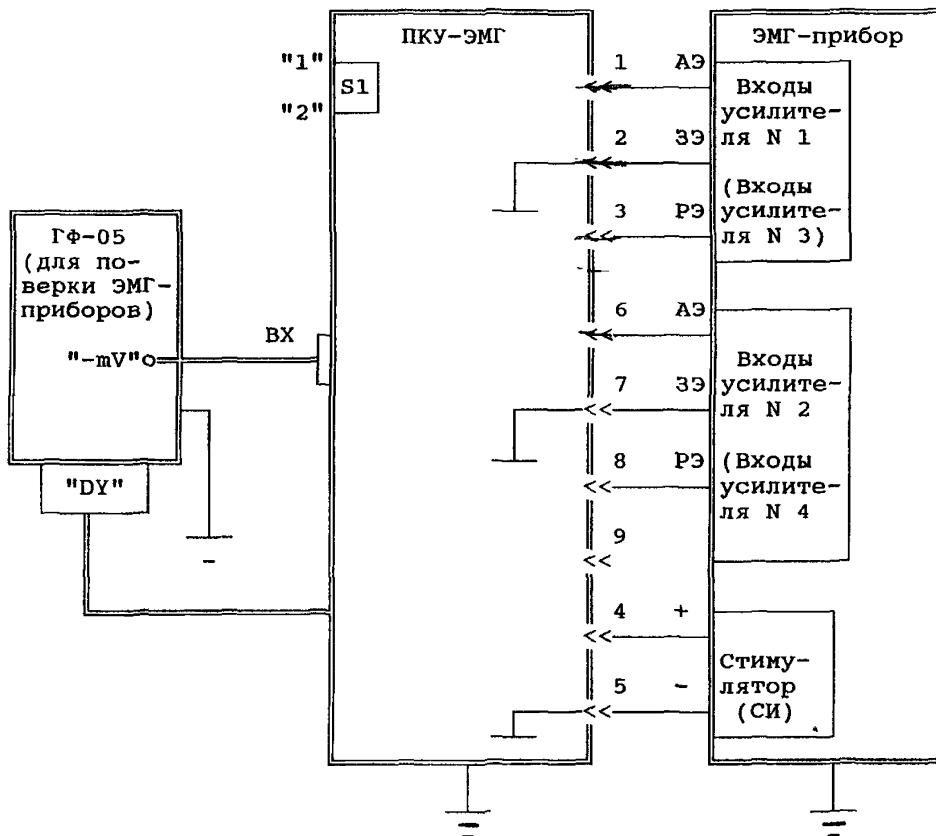 ПКУ-ЭМГ
"1"
S1
"2"
ГФ-05
(для по-
верки ЭМГ-
приборов)
"-mV"
ВХ
"DY"
1 АЭ
2 ЗЭ
3 РЭ
6 АЭ
7 ЗЭ
8 РЭ
9
4 +
5 -
ЭМГ-прибор
Входы
усилите-
ля N 1
(Входы
усилите-
ля N 3)
Входы
усилите-
ля N 2
(Входы
усилите-
ля N 4
Стиму-
лятор
(СИ)